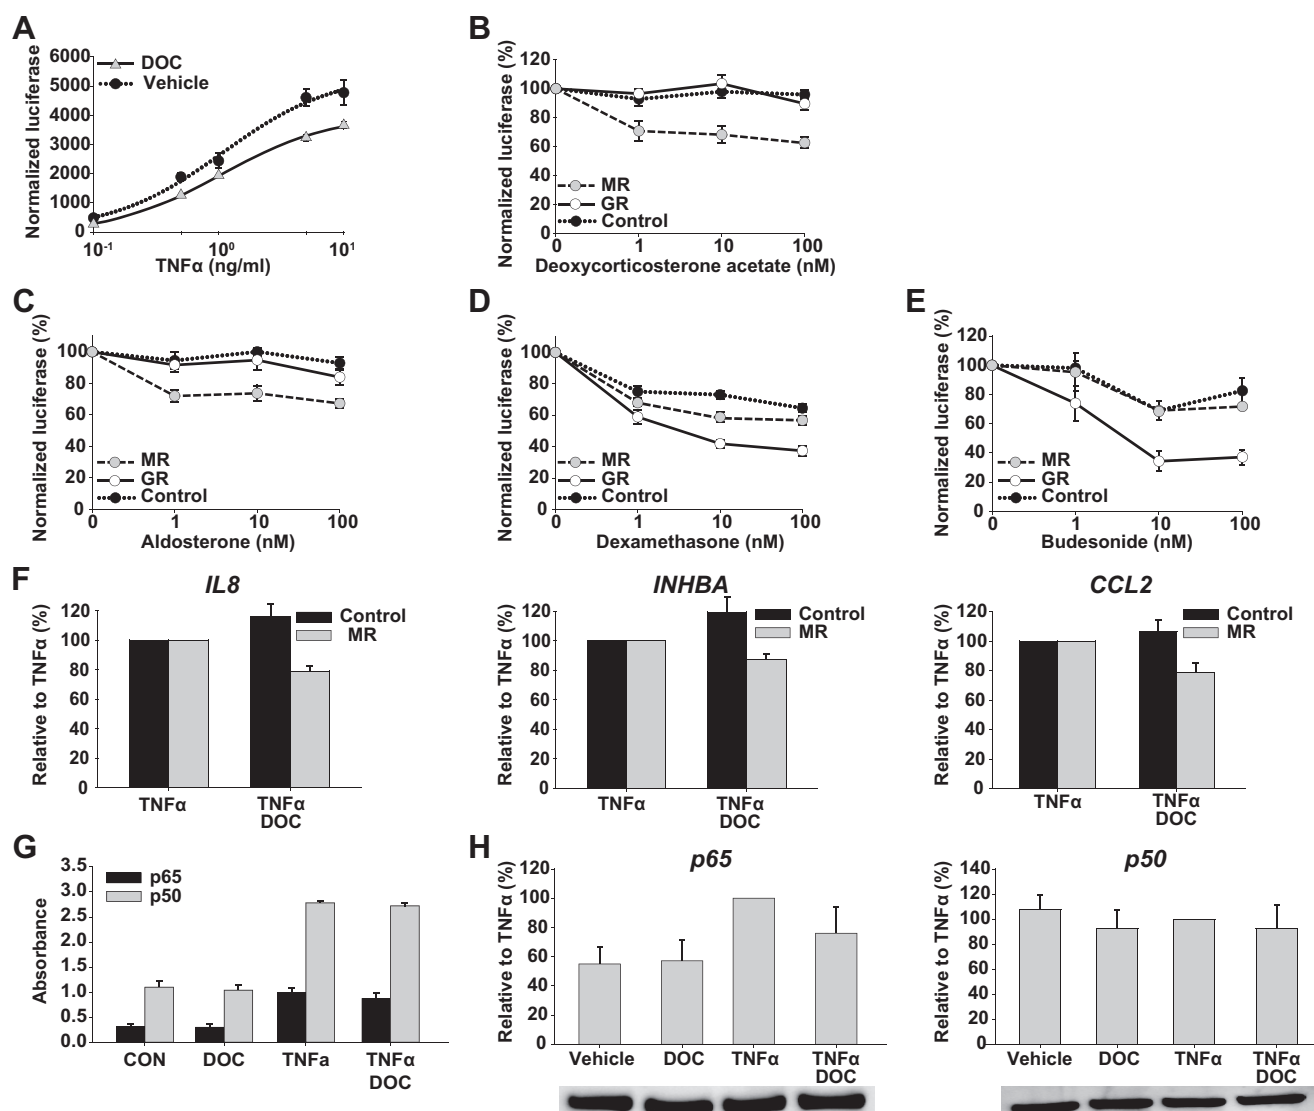 A
Normalized luciferase
6000
5000
4000
3000
2000
1000
0
DOC
Vehicle
10-1 10⁰ 10¹
TNFα (ng/ml)
B
Normalized luciferase (%)
120
100
80
60
40
20
0
MR
GR
Control
0 1 10 100
Deoxycorticosterone acetate (nM)
C
Normalized luciferase (%)
100
80
60
40
20
0
MR
GR
Control
0 1 10 100
Aldosterone (nM)
D
Normalized luciferase (%)
100
80
60
40
20
0
MR
GR
Control
0 1 10 100
Dexamethasone (nM)
E
Normalized luciferase (%)
120
100
80
60
40
20
0
MR
GR
Control
0 1 10 100
Budesonide (nM)
F
IL8
Relative to TNFα (%)
120
100
80
60
40
20
0
Control
MR
TNFα TNFα
DOC
INHBA
Relative to TNFα (%)
120
100
80
60
40
20
0
Control
MR
TNFα TNFα
DOC
CCL2
Relative to TNFα (%)
120
100
80
60
40
20
0
Control
MR
TNFα TNFα
DOC
G
Absorbance
3.5
3.0
2.5
2.0
1.5
1.0
0.5
0.0
p65
p50
CON DOC TNFa TNFα
DOC
H
p65
Relative to TNFα (%)
120
100
80
60
40
20
0
Vehicle DOC TNFα TNFα
DOC
p50
Relative to TNFα (%)
140
120
100
80
60
40
20
0
Vehicle DOC TNFα TNFα
DOC